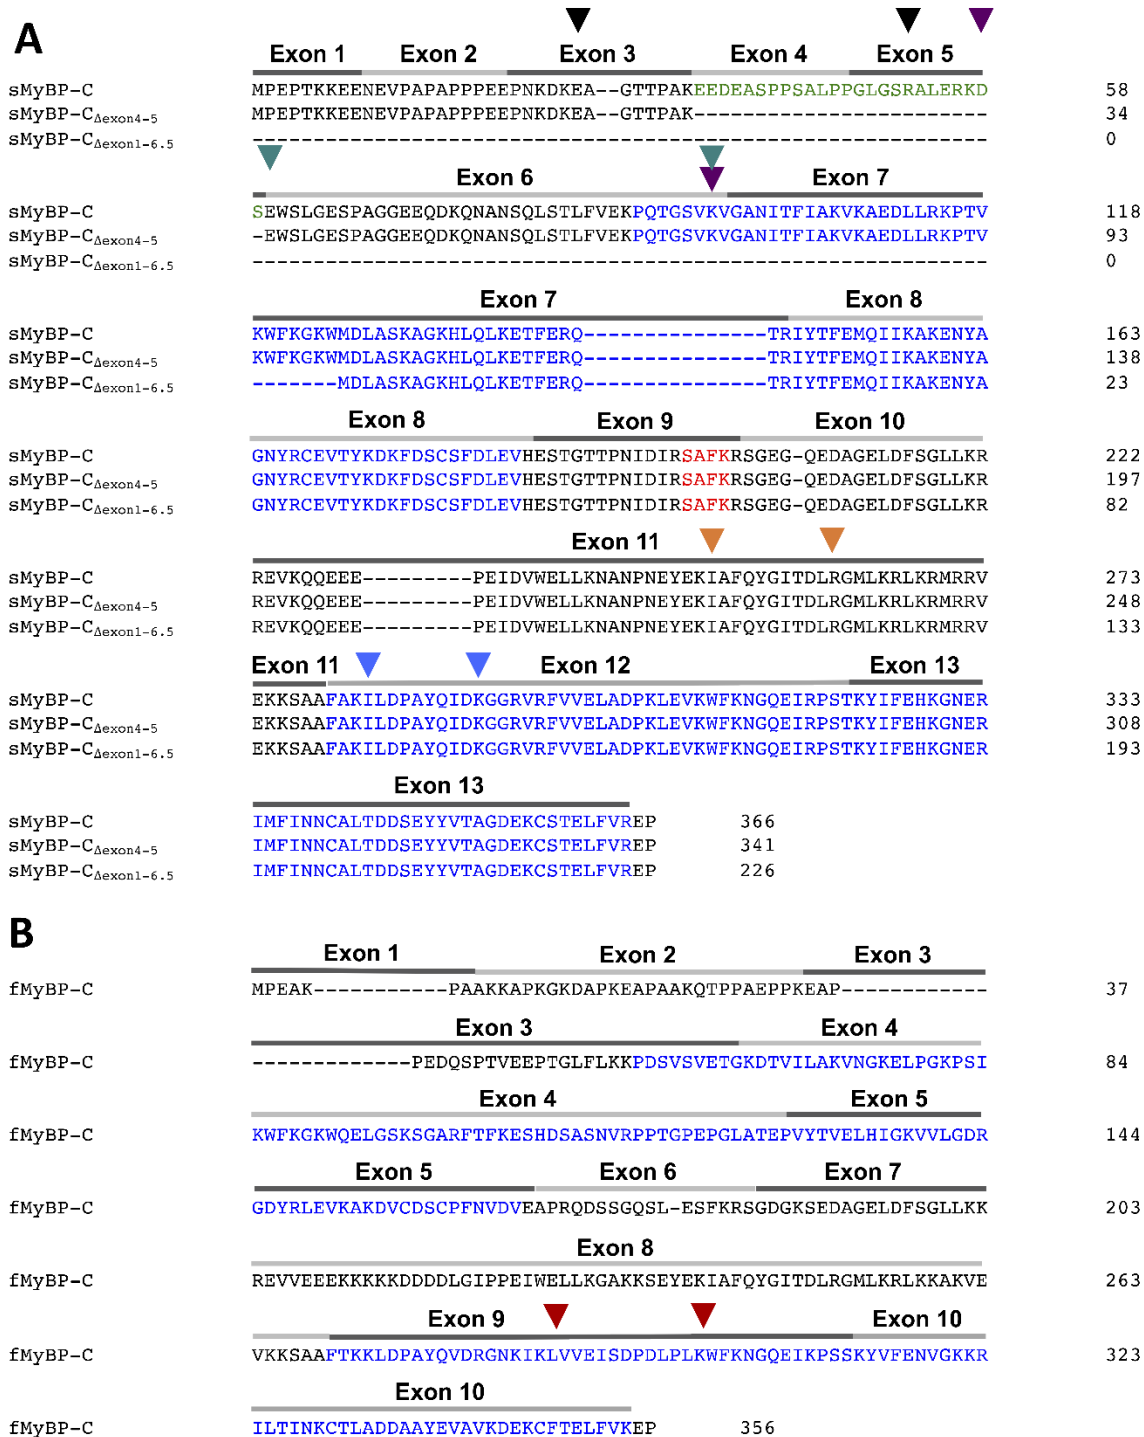 A
Exon 1 Exon 2 Exon 3 Exon 4 Exon 5
sMyBP-C MPEPTKKEENEVPAPAPPPEEPNKDKEA--GTTPAKEEDEASPPSALPPGLGSRALERKD 58
sMyBP-CΔexon4-5 MPEPTKKEENEVPAPAPPPEEPNKDKEA--GTTPAK------------------------ 34
sMyBP-CΔexon1-6.5 ------------------------------------------------------------ 0
Exon 6 Exon 7
sMyBP-C SEWSLGESPAGGEEQDKQNANSQLSTLFVEKPQTGSVKVGANITFIAKVKAEDLLRKPTV 118
sMyBP-CΔexon4-5 -EWSLGESPAGGEEQDKQNANSQLSTLFVEKPQTGSVKVGANITFIAKVKAEDLLRKPTV 93
sMyBP-CΔexon1-6.5 ------------------------------------------------------------ 0
Exon 7 Exon 8
sMyBP-C KWFKGKWMDLASKAGKHLQLKETFERQ---------------TRIYTFEMQIIKAKENYA 163
sMyBP-CΔexon4-5 KWFKGKWMDLASKAGKHLQLKETFERQ---------------TRIYTFEMQIIKAKENYA 138
sMyBP-CΔexon1-6.5 -------MDLASKAGKHLQLKETFERQ---------------TRIYTFEMQIIKAKENYA 23
Exon 8 Exon 9 Exon 10
sMyBP-C GNYRCEVTYKDKFDSCSFDLEVHESTGTTPNIDIRSAFKRSGEG-QEDAGELDFSGLLKR 222
sMyBP-CΔexon4-5 GNYRCEVTYKDKFDSCSFDLEVHESTGTTPNIDIRSAFKRSGEG-QEDAGELDFSGLLKR 197
sMyBP-CΔexon1-6.5 GNYRCEVTYKDKFDSCSFDLEVHESTGTTPNIDIRSAFKRSGEG-QEDAGELDFSGLLKR 82
Exon 11
sMyBP-C REVKQQEEE---------PEIDVWELLKNANPNEYEKIAFQYGITDLRGMLKRLKRMRRV 273
sMyBP-CΔexon4-5 REVKQQEEE---------PEIDVWELLKNANPNEYEKIAFQYGITDLRGMLKRLKRMRRV 248
sMyBP-CΔexon1-6.5 REVKQQEEE---------PEIDVWELLKNANPNEYEKIAFQYGITDLRGMLKRLKRMRRV 133
Exon 11 Exon 12 Exon 13
sMyBP-C EKKSAAFAKILDPAYQIDKGGRVRFVVELADPKLEVKWFKNGQEIRPSTKYIFEHKGNER 333
sMyBP-CΔexon4-5 EKKSAAFAKILDPAYQIDKGGRVRFVVELADPKLEVKWFKNGQEIRPSTKYIFEHKGNER 308
sMyBP-CΔexon1-6.5 EKKSAAFAKILDPAYQIDKGGRVRFVVELADPKLEVKWFKNGQEIRPSTKYIFEHKGNER 193
Exon 13
sMyBP-C IMFINNCALTDDSEYYVTAGDEKCSTELFVREP 366
sMyBP-CΔexon4-5 IMFINNCALTDDSEYYVTAGDEKCSTELFVREP 341
sMyBP-CΔexon1-6.5 IMFINNCALTDDSEYYVTAGDEKCSTELFVREP 226
B
Exon 1 Exon 2 Exon 3
fMyBP-C MPEAK-----------PAAKKAPKGKDAPKEAPAAKQTPPAEPPKEAP------------ 37
Exon 3 Exon 4
fMyBP-C -------------PEDQSPTVEEPTGLFLKKPDSVSVETGKDTVILAKVNGKELPGKPSI 84
Exon 4 Exon 5
fMyBP-C KWFKGKWQELGSKSGARFTFKESHDSASNVRPPTGPEPGLATEPVYTVELHIGKVVLGDR 144
Exon 5 Exon 6 Exon 7
fMyBP-C GDYRLEVKAKDVCDSCPFNVDVEAPRQDSSGQSL-ESFKRSGDGKSEDAGELDFSGLLKK 203
Exon 8
fMyBP-C REVVEEEKKKKKDDDDLGIPPEIWELLKGAKKSEYEKIAFQYGITDLRGMLKRLKKAKVE 263
Exon 9 Exon 10
fMyBP-C VKKSAAFTKKLDPAYQVDRGNKIKLVVEISDPDLPLKWFKNGQEIKPSSKYVFENVGKKR 323
Exon 10
fMyBP-C ILTINKCTLADDAAYEVAVKDEKCFTELFVKEP 356